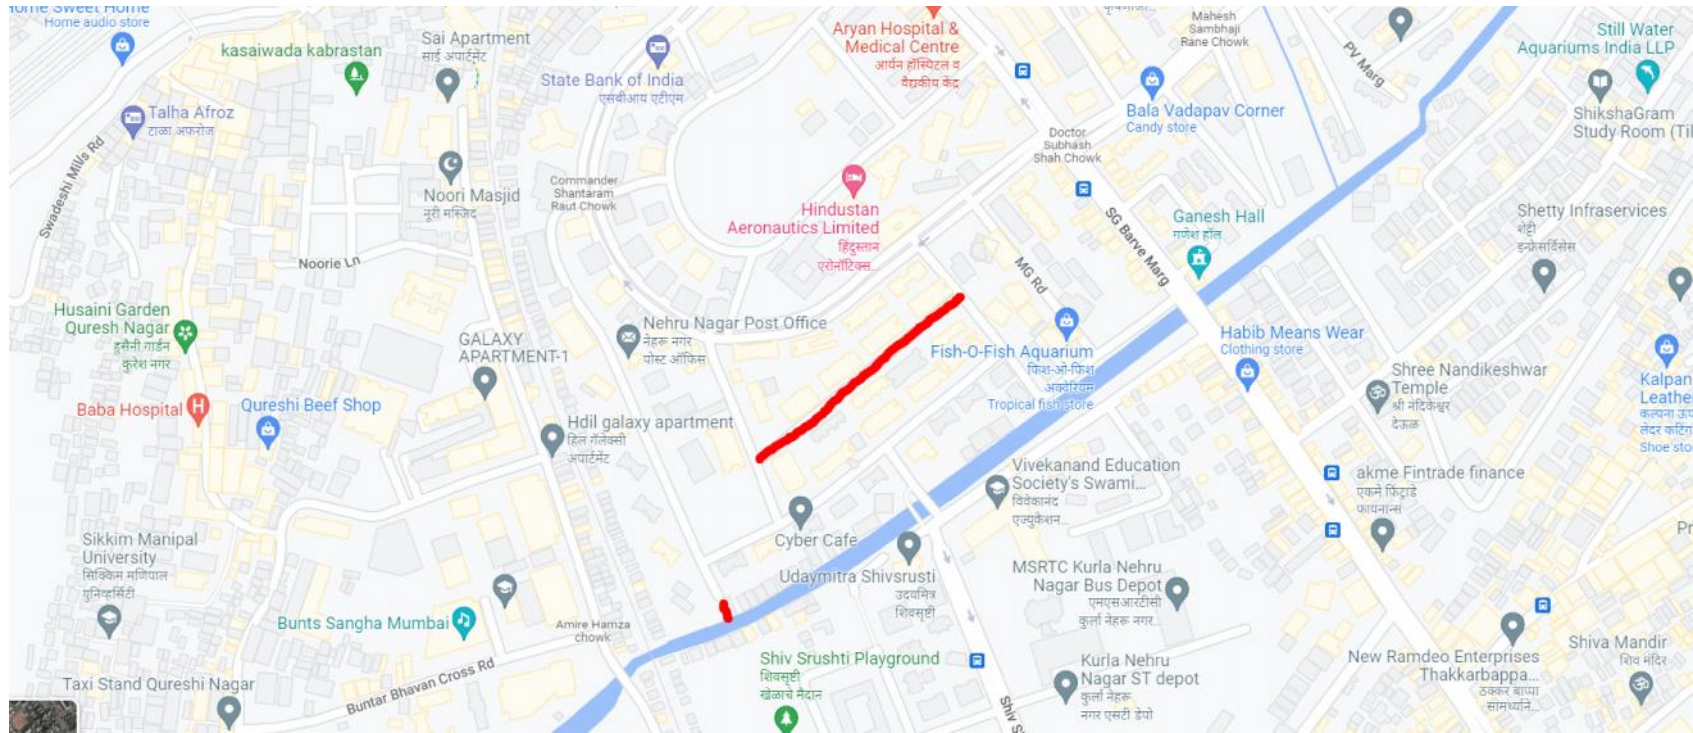 Home Sweet Home
Home audio store
kasaiwada kabrastan
Sai Apartment
साई अपार्टमेंट
State Bank of India
एसबीआय एटीएम
Aryan Hospital &
Medical Centre
आर्यन हॉस्पिटल व
वैद्यकीय केंद्र
Mahesh
Sambhaji
Rane Chowk
PV Marg
Still Water
Aquariums India LLP
Talha Afroz
टाळा अफरोज
Bala Vadapav Corner
Candy store
ShikshaGram
Study Room (Til
Swadeshi Mills Rd
Noori Masjid
नूरी मस्जिद
Commander
Shantaram
Raut Chowk
Doctor
Subhash
Shah Chowk
Hindustan
Aeronautics Limited
हिंदुस्तान
एरोनॉटिक्स...
SG Barve Marg
Ganesh Hall
गणेश हॉल
Shetty Infraservices
शेट्टी
इन्फ्रेसर्विसेस
Noorie Ln
MG Rd
Husaini Garden
Quresh Nagar
हुसैनी गार्डन
कुरेश नगर
GALAXY
APARTMENT-1
Nehru Nagar Post Office
नेहरू नगर
पोस्ट ऑफिस
Fish-O-Fish Aquarium
फिश-ओ-फिश
अक्वेरियम
Tropical fish store
Habib Means Wear
Clothing store
Shree Nandikeshwar
Temple
श्री नंदिकेश्वर
देऊळ
Kalpan
Leathe
कल्पना
लेदर कटिंग
Shoe sto
Baba Hospital
H
Qureshi Beef Shop
Hdil galaxy apartment
हिल गॅलेक्सी
अपार्टमेंट
Vivekanand Education
Society's Swami...
विवेकानंद
एज्युकेशन...
akme Fintrade finance
एकमे फिंट्राडे
फायनान्स
Sikkim Manipal
University
सिक्किम मणिपाल
युनिव्हर्सिटी
Cyber Cafe
Udaymitra Shivsrusti
उदयमित्र
शिवसृष्टी
MSRTC Kurla Nehru
Nagar Bus Depot
एमएसआरटीसी
कुर्ला नेहरू नगर...
Pr
Bunts Sangha Mumbai
Amire Hamza
chowk
Buntar Bhavan Cross Rd
Taxi Stand Qureshi Nagar
Shiv Srushti Playground
शिवसृष्टी
खेळाचे मैदान
Kurla Nehru
Nagar ST depot
कुर्ला नेहरू
नगर एसटी डेपो
Shiv S
New Ramdeo Enterprises
Thakkarbappa...
ठक्कर बाप्पा
Shiva Mandir
शिव मंदिर